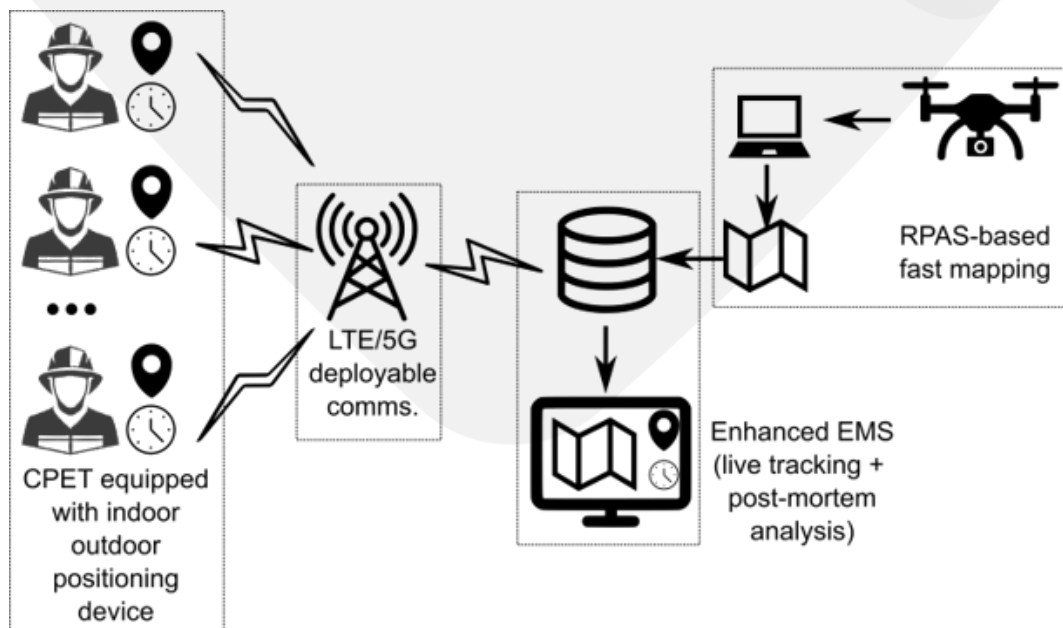 CPET equipped
with indoor
outdoor
positioning
device
LTE/5G
deployable
comms.
RPAS-based
fast mapping
Enhanced EMS
(live tracking +
post-mortem
analysis)